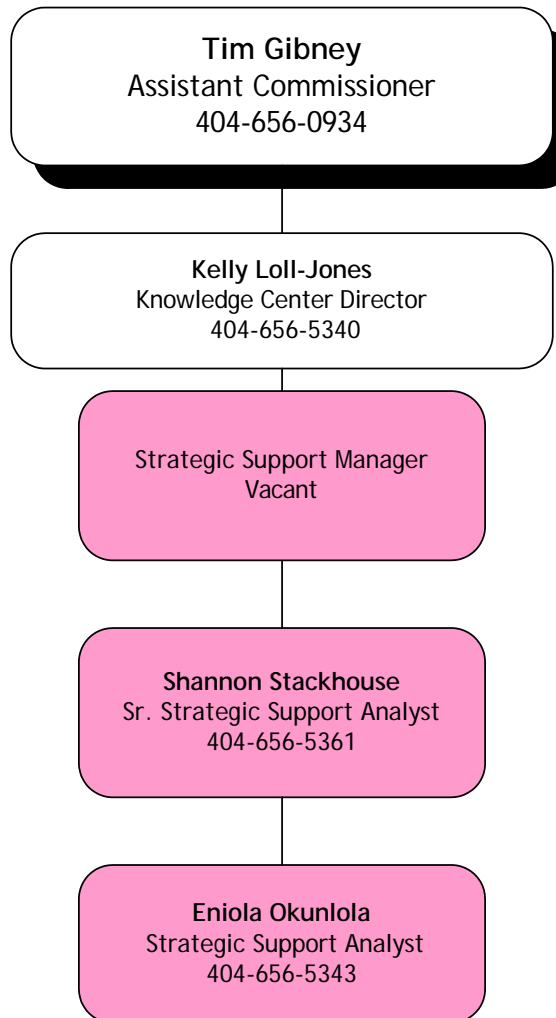 Tim Gibney
Assistant Commissioner
404-656-0934
Kelly Loll-Jones
Knowledge Center Director
404-656-5340
Strategic Support Manager
Vacant
Shannon Stackhouse
Sr. Strategic Support Analyst
404-656-5361
Eniola Okunlola
Strategic Support Analyst
404-656-5343